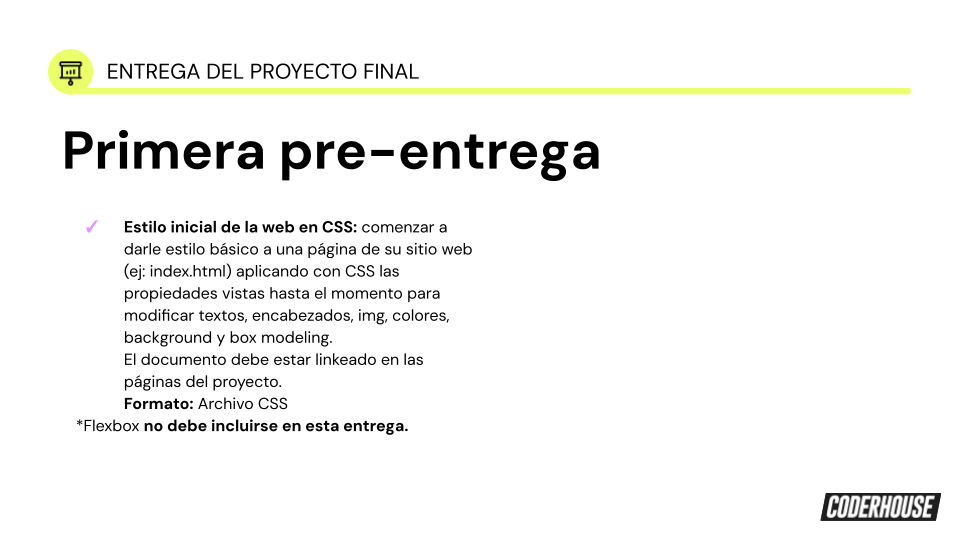 ENTREGA DEL PROYECTO FINAL
Primera pre-entrega
✓ Estilo inicial de la web en CSS: comenzar a
darle estilo básico a una página de su sitio web
(ej: index.html) aplicando con CSS las
propiedades vistas hasta el momento para
modificar textos, encabezados, img, colores,
background y box modeling.
El documento debe estar linkeado en las
páginas del proyecto.
Formato: Archivo CSS
*Flexbox no debe incluirse en esta entrega.
CODERHOUSE